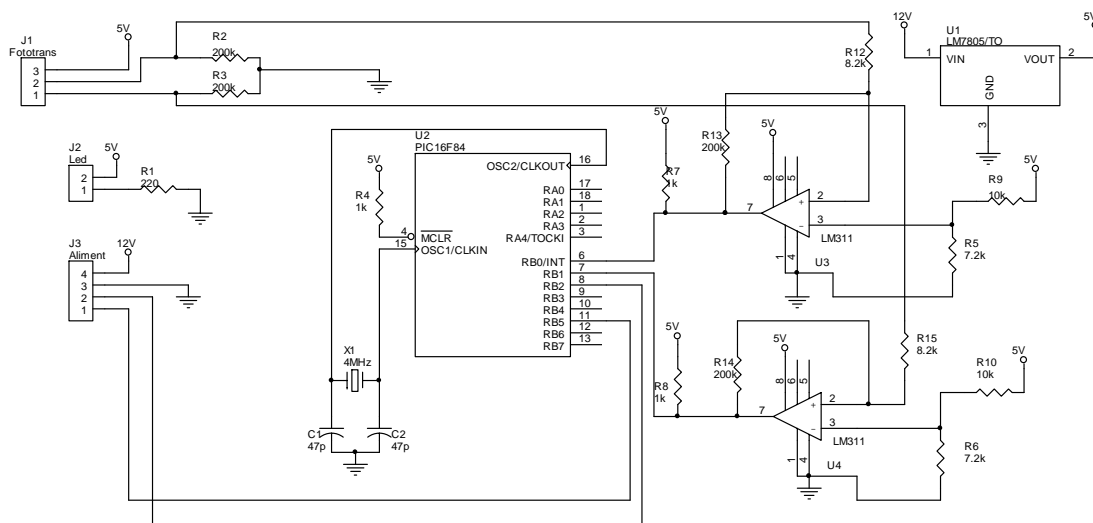 J1
Fototrans
5V
3
2
1
R2
200k
R3
200k
J2
Led
5V
2
1
R1
220
J3
Aliment
12V
4
3
2
1
5V
R4
1k
4
15
U2
PIC16F84
MCLR
OSC1/CLKIN
OSC2/CLKOUT
16
RA0
17
RA1
18
RA2
1
RA3
2
RA4/TOCKI
3
RB0/INT
6
RB1
7
RB2
8
RB3
9
RB4
10
RB5
11
RB6
12
RB7
13
X1
4MHz
C1
47p
C2
47p
R12
8.2k
5V
R7
1k
R13
200k
5V
8
6
5
7
2
+
3
-
1
4
LM311
U3
R9
10k
5V
R5
7.2k
12V
U1
LM7805/TO
1
VIN
VOUT
2
GND
3
5V
R15
8.2k
5V
R8
1k
R14
200k
5V
8
6
5
7
2
+
3
-
1
4
LM311
U4
R10
10k
5V
R6
7.2k